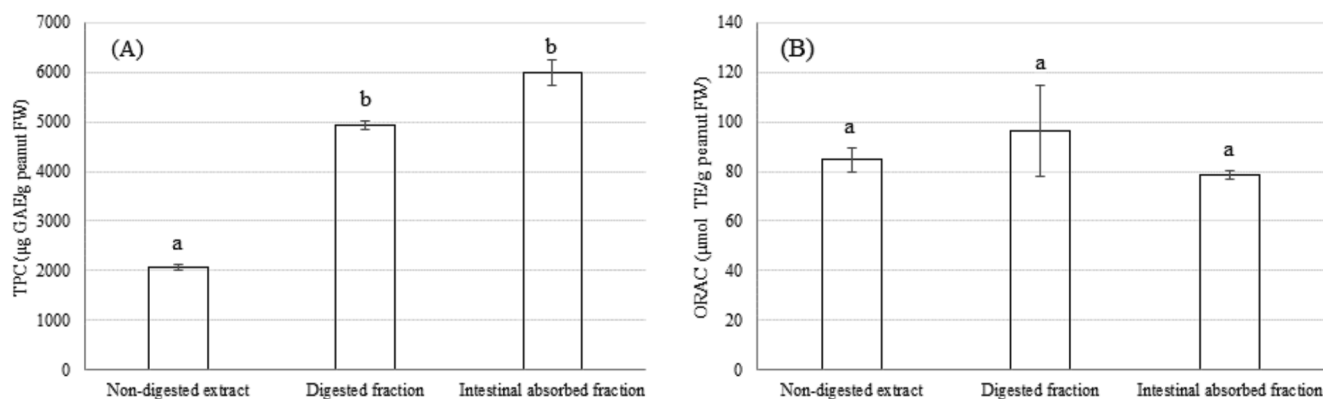 (A)
TPC (µg GAE/g peanut FW)
7000
6000
5000
4000
3000
2000
1000
0
a
b
b
Non-digested extract
Digested fraction
Intestinal absorbed fraction
(B)
ORAC (µmol TE/g peanut FW)
140
120
100
80
60
40
20
0
a
a
a
Non-digested extract
Digested fraction
Intestinal absorbed fraction